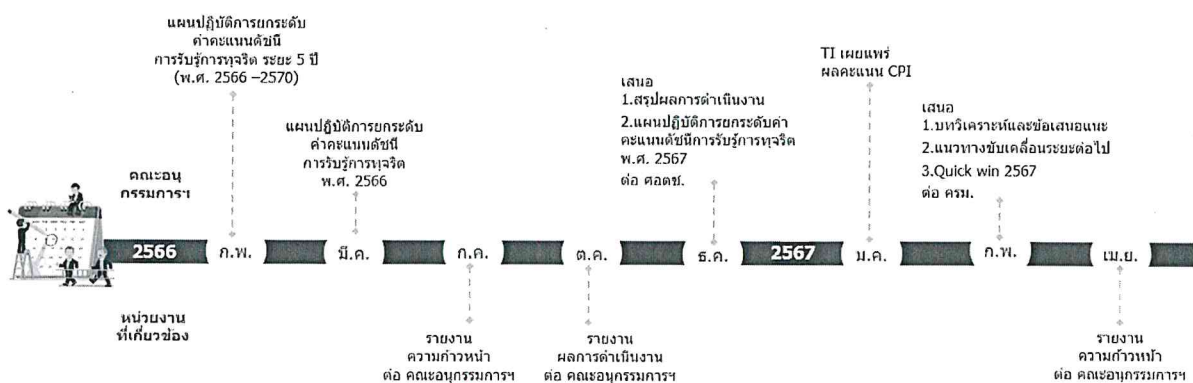 แผนปฏิบัติการยกระดับ
ค่าคะแนนดัชนี
การรับรู้การทุจริต ระยะ 5 ปี
(พ.ศ. 2566 –2570)
แผนปฏิบัติการยกระดับ
ค่าคะแนนดัชนี
การรับรู้การทุจริต
พ.ศ. 2566
เสนอ
1.สรุปผลการดำเนินงาน
2.แผนปฏิบัติการยกระดับค่า
คะแนนดัชนีการรับรู้การทุจริต
พ.ศ. 2567
ต่อ ศอตช.
TI เผยแพร่
ผลคะแนน CPI
เสนอ
1.บทวิเคราะห์และข้อเสนอแนะ
2.แนวทางขับเคลื่อนระยะต่อไป
3.Quick win 2567
ต่อ ครม.
คณะอนุ
กรรมการฯ
2566 ก.พ. มี.ค. ก.ค. ต.ค. ธ.ค. 2567 ม.ค. ก.พ. เม.ย.
หน่วยงาน
ที่เกี่ยวข้อง
รายงาน
ความก้าวหน้า
ต่อ คณะอนุกรรมการฯ
รายงาน
ผลการดำเนินงาน
ต่อ คณะอนุกรรมการฯ
รายงาน
ความก้าวหน้า
ต่อ คณะอนุกรรมการฯ